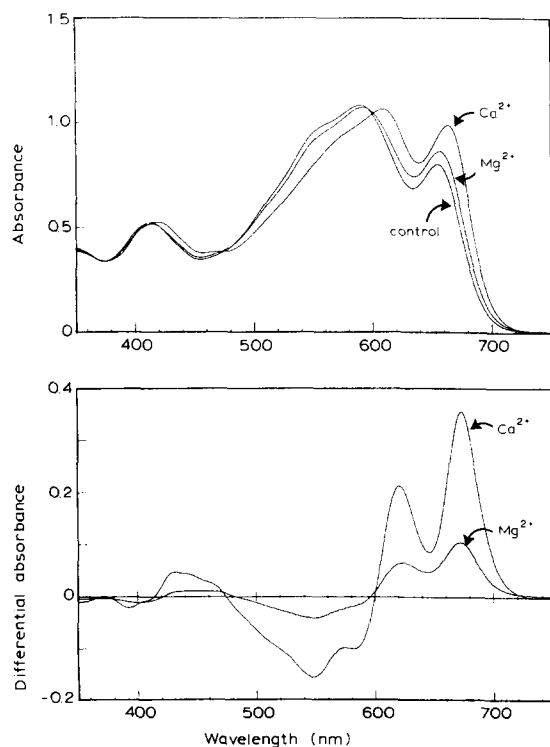 1.5
1.0
0.5
0
Absorbance
Ca²⁺
Mg²⁺
control
400 500 600 700
0.4
0.2
0
-0.2
Differential absorbance
Ca²⁺
Mg²⁺
400 500 600 700
Wavelength (nm)